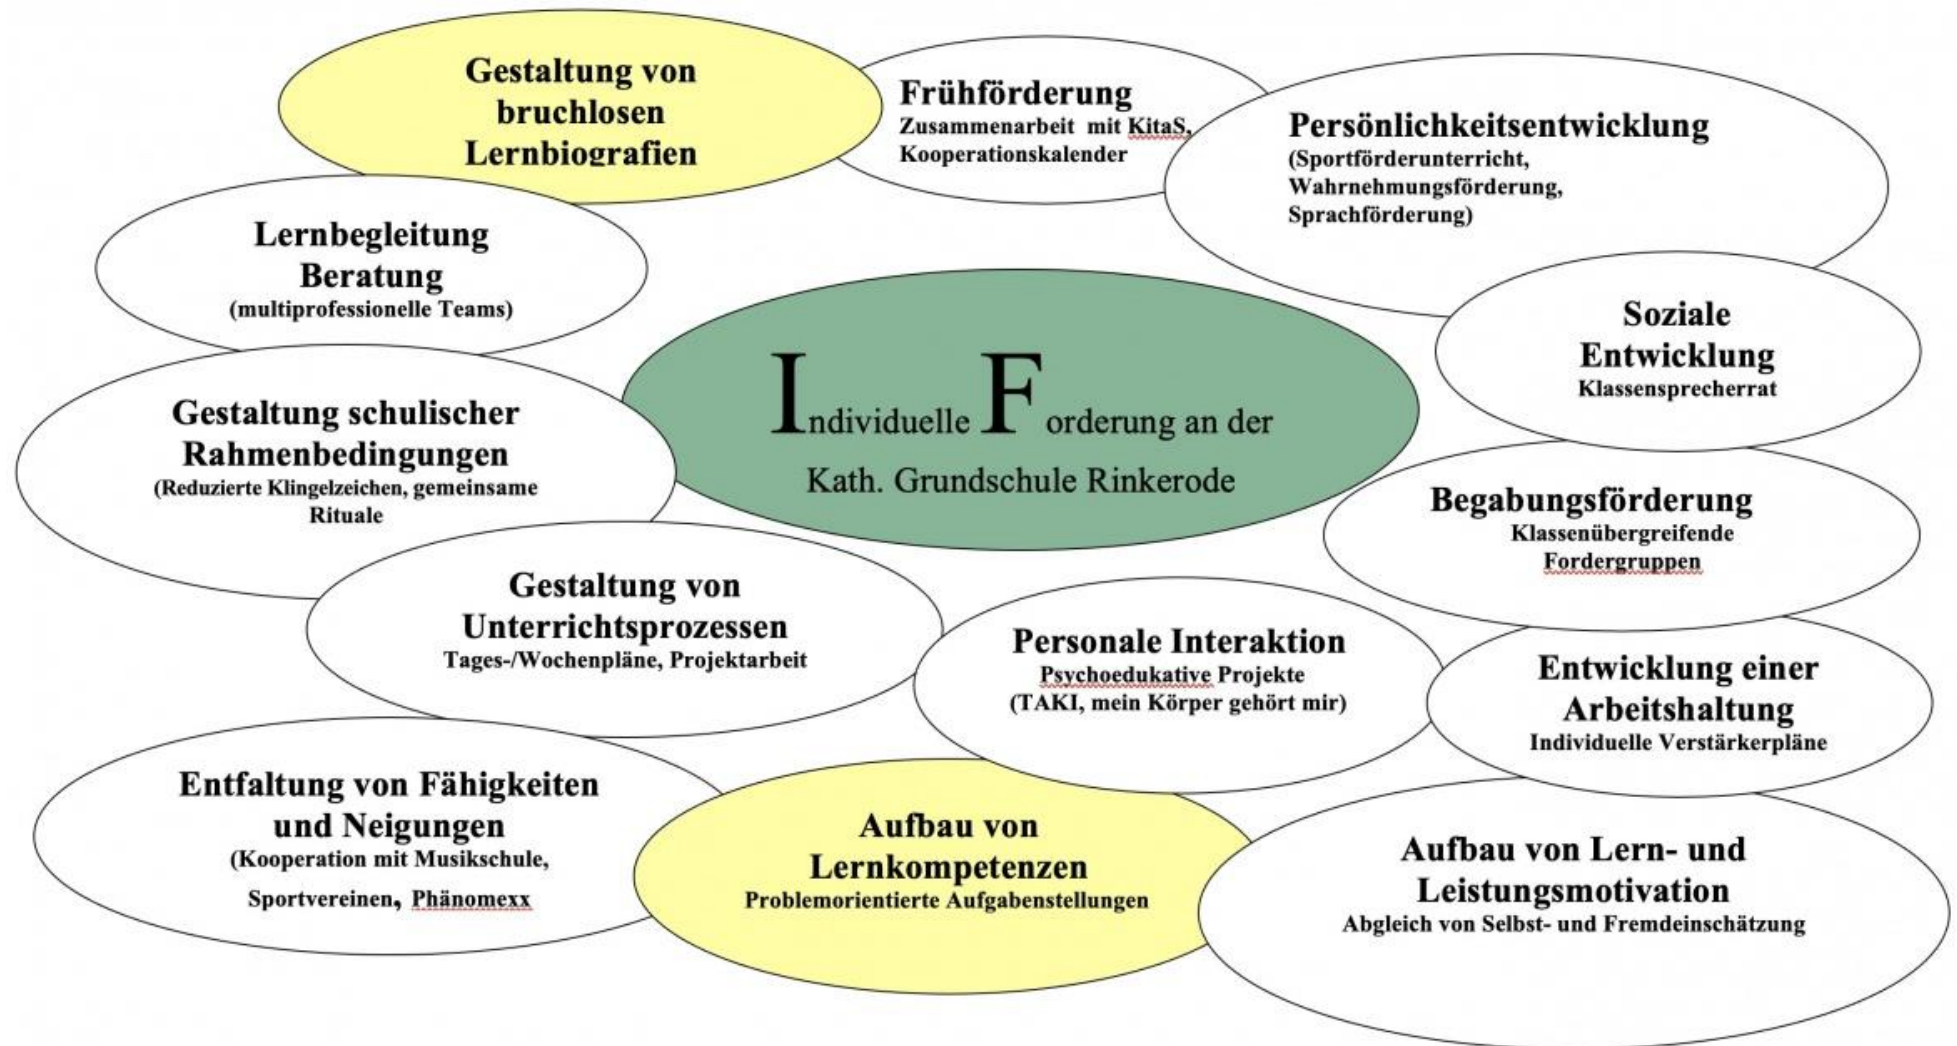 Gestaltung von
bruchlosen
Lernbiografien
Frühförderung
Zusammenarbeit mit KitaS,
Kooperationskalender
Persönlichkeitsentwicklung
(Sportförderunterricht,
Wahrnehmungsförderung,
Sprachförderung)
Lernbegleitung
Beratung
(multiprofessionelle Teams)
Soziale
Entwicklung
Klassensprecherrat
Individuelle F orderung an der
Kath. Grundschule Rinkerode
Gestaltung schulischer
Rahmenbedingungen
(Reduzierte Klingelzeichen, gemeinsame
Rituale
Begabungsförderung
Klassenübergreifende
Fordergruppen
Gestaltung von
Unterrichtsprozessen
Tages-/Wochenpläne, Projektarbeit
Personale Interaktion
Psychoedukative Projekte
(TAKI, mein Körper gehört mir)
Entwicklung einer
Arbeitshaltung
Individuelle Verstärkerpläne
Entfaltung von Fähigkeiten
und Neigungen
(Kooperation mit Musikschule,
Sportvereinen, Phänomexx
Aufbau von
Lernkompetenzen
Problemorientierte Aufgabenstellungen
Aufbau von Lern- und
Leistungsmotivation
Abgleich von Selbst- und Fremdeinschätzung